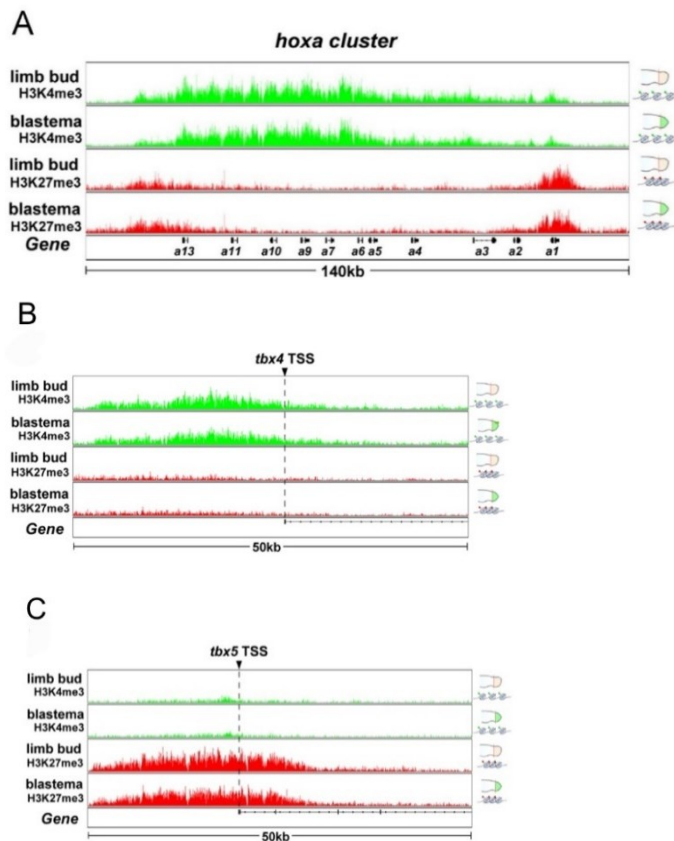 A
hoxa cluster
limb bud
H3K4me3
blastema
H3K4me3
limb bud
H3K27me3
blastema
H3K27me3
Gene
a13 a11 a10 a9 a7 a6 a5 a4 a3 a2 a1
140kb
B
tbx4 TSS
limb bud
H3K4me3
blastema
H3K4me3
limb bud
H3K27me3
blastema
H3K27me3
Gene
50kb
C
tbx5 TSS
limb bud
H3K4me3
blastema
H3K4me3
limb bud
H3K27me3
blastema
H3K27me3
Gene
50kb